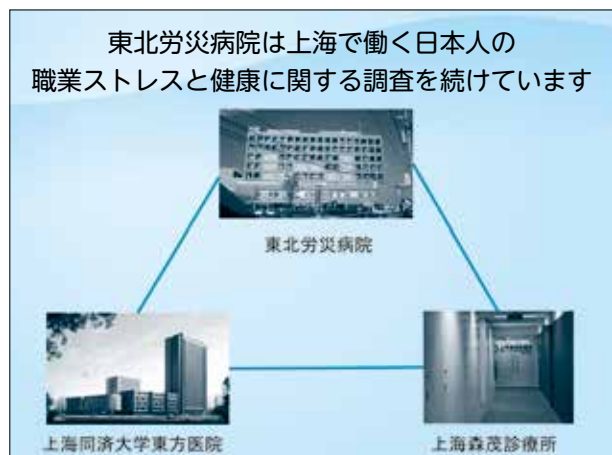 東北労災病院は上海で働く日本人の
職業ストレスと健康に関する調査を続けています
東北労災病院
上海同済大学東方医院
上海森茂診療所